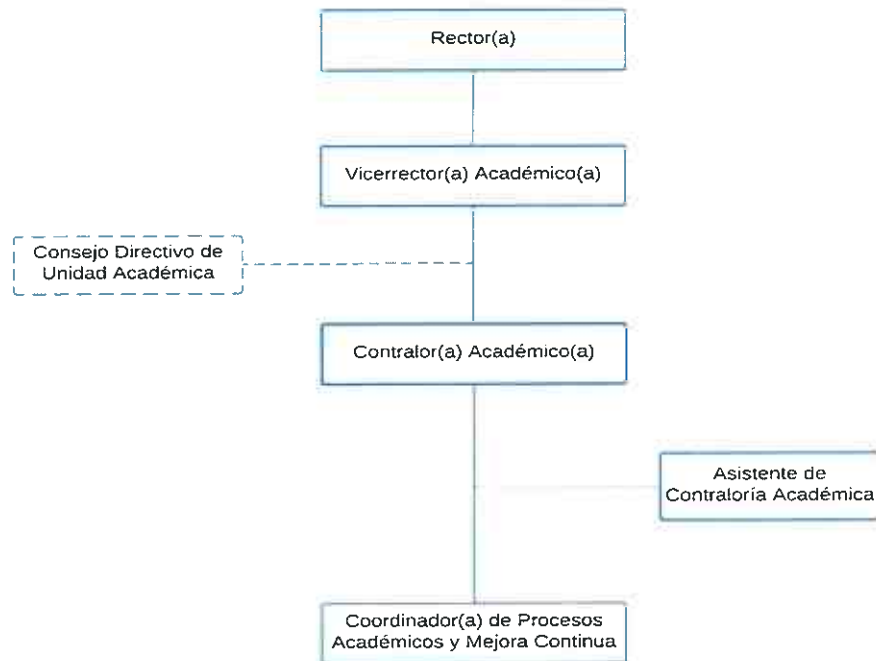 Rector(a)
Vicerrector(a) Académico(a)
Consejo Directivo de
Unidad Académica
Contralor(a) Académico(a)
Asistente de
Contraloría Académica
Coordinador(a) de Procesos
Académicos y Mejora Continua